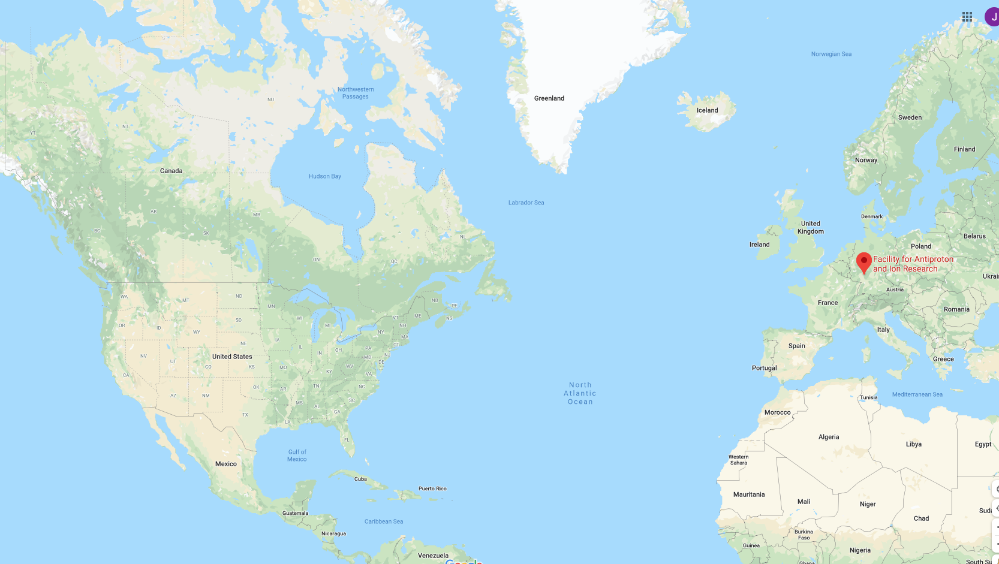 J
Norwegian Sea
Northwestern
Passages
Greenland
NU
Iceland
Sweden
NT
YT
Finland
Norway
Canada
Hudson Bay
Labrador Sea
AB
MB
Denmark
United
Kingdom
BC
SK
NL
Belarus
Ireland
Poland
ON
QC
Facility for Antiproton
and Ion Research
Ukrai
Austria
WA
MT
ND
NB
France
MN
PE
Romania
OR
SD
WI
VT
ME
NS
ID
MI
NH
Italy
WY
NY
MA
IA
CT
NE
IL
OH
PA
Spain
NV
United States
IN
NJ
UT
MD
DE
CO
KS
MO
WV
Greece
KY
VA
Portugal
CA
OK
AR
TN
NC
North
Atlantic
Ocean
AZ
NM
Mediterranean Sea
Tunisia
MS
AL
SC
GA
Morocco
TX
LA
FL
Algeria
Libya
Egypt
Gulf of
Mexico
Western
Sahara
Mexico
Cuba
Puerto Rico
Mauritania
Mali
Niger
Chad
Suda
Guatemala
Caribbean Sea
Nicaragua
Burkina
Faso
Guinea
Nigeria
Venezuela
Google
Ghana
South Su